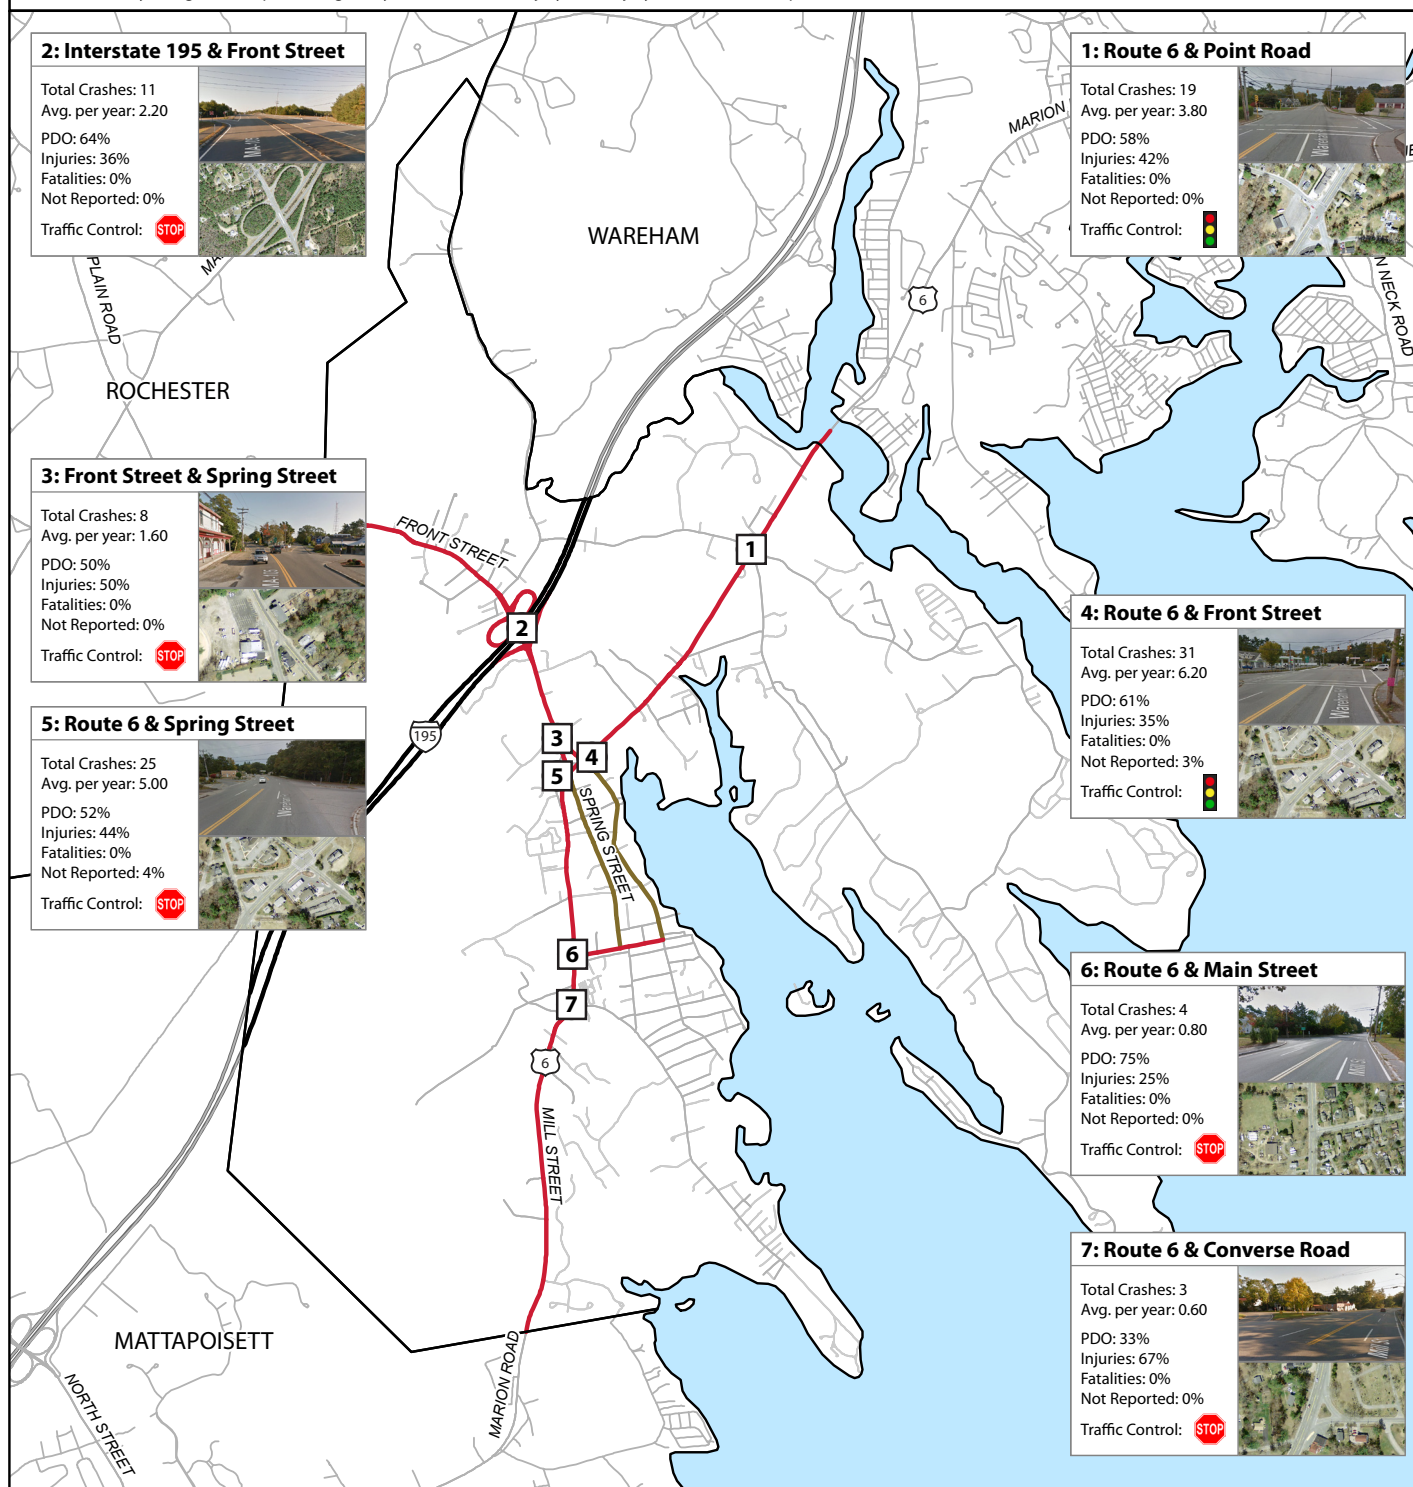 2: Interstate 195 & Front Street
Total Crashes: 11
Avg. per year: 2.20
PDO: 64%
Injuries: 36%
Fatalities: 0%
Not Reported: 0%
Traffic Control:
STOP
1: Route 6 & Point Road
Total Crashes: 19
Avg. per year: 3.80
PDO: 58%
Injuries: 42%
Fatalities: 0%
Not Reported: 0%
Traffic Control:
MARION
WAREHAM
6
PLAIN ROAD
N NECK ROAD
ROCHESTER
3: Front Street & Spring Street
Total Crashes: 8
Avg. per year: 1.60
PDO: 50%
Injuries: 50%
Fatalities: 0%
Not Reported: 0%
Traffic Control:
STOP
FRONT STREET
1
2
4: Route 6 & Front Street
Total Crashes: 31
Avg. per year: 6.20
PDO: 61%
Injuries: 35%
Fatalities: 0%
Not Reported: 3%
Traffic Control:
5: Route 6 & Spring Street
Total Crashes: 25
Avg. per year: 5.00
PDO: 52%
Injuries: 44%
Fatalities: 0%
Not Reported: 4%
Traffic Control:
STOP
195
3
4
5
SPRING STREET
6
7
6
MILL STREET
6: Route 6 & Main Street
Total Crashes: 4
Avg. per year: 0.80
PDO: 75%
Injuries: 25%
Fatalities: 0%
Not Reported: 0%
Traffic Control:
STOP
7: Route 6 & Converse Road
Total Crashes: 3
Avg. per year: 0.60
PDO: 33%
Injuries: 67%
Fatalities: 0%
Not Reported: 0%
Traffic Control:
STOP
MATTAPOISETT
MARION ROAD
NORTH STREET